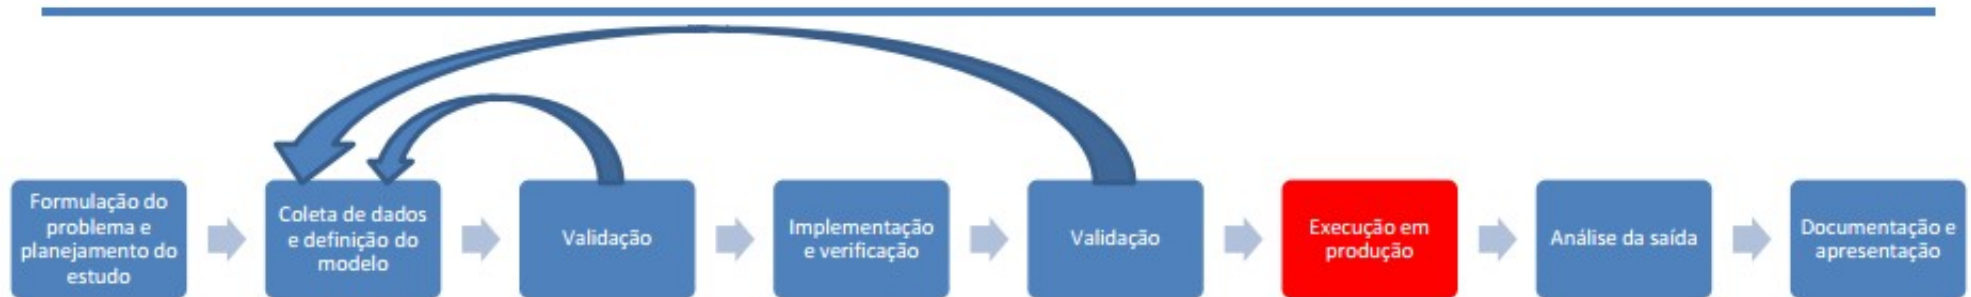 Formulação do
problema e
planejamento do
estudo
Coleta de dados
e definição do
modelo
Validação
Implementação
e verificação
Validação
Execução em
produção
Análise da saída
Documentação e
apresentação